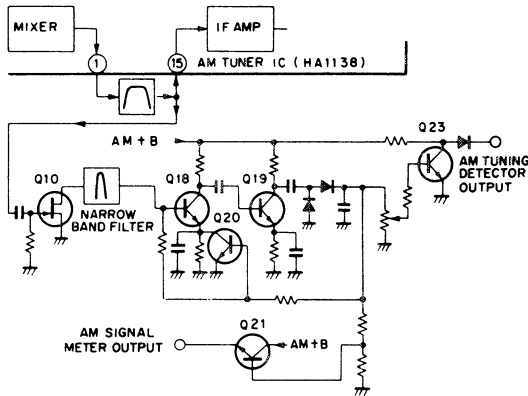 MIXER
IF AMP
1
15
AM TUNER IC (HA1138)
AM+B
Q23
Q10
Q18
Q19
AM TUNING
DETECTOR
OUTPUT
NARROW
BAND FILTER
Q20
Q21
AM SIGNAL
METER OUTPUT
AM+B